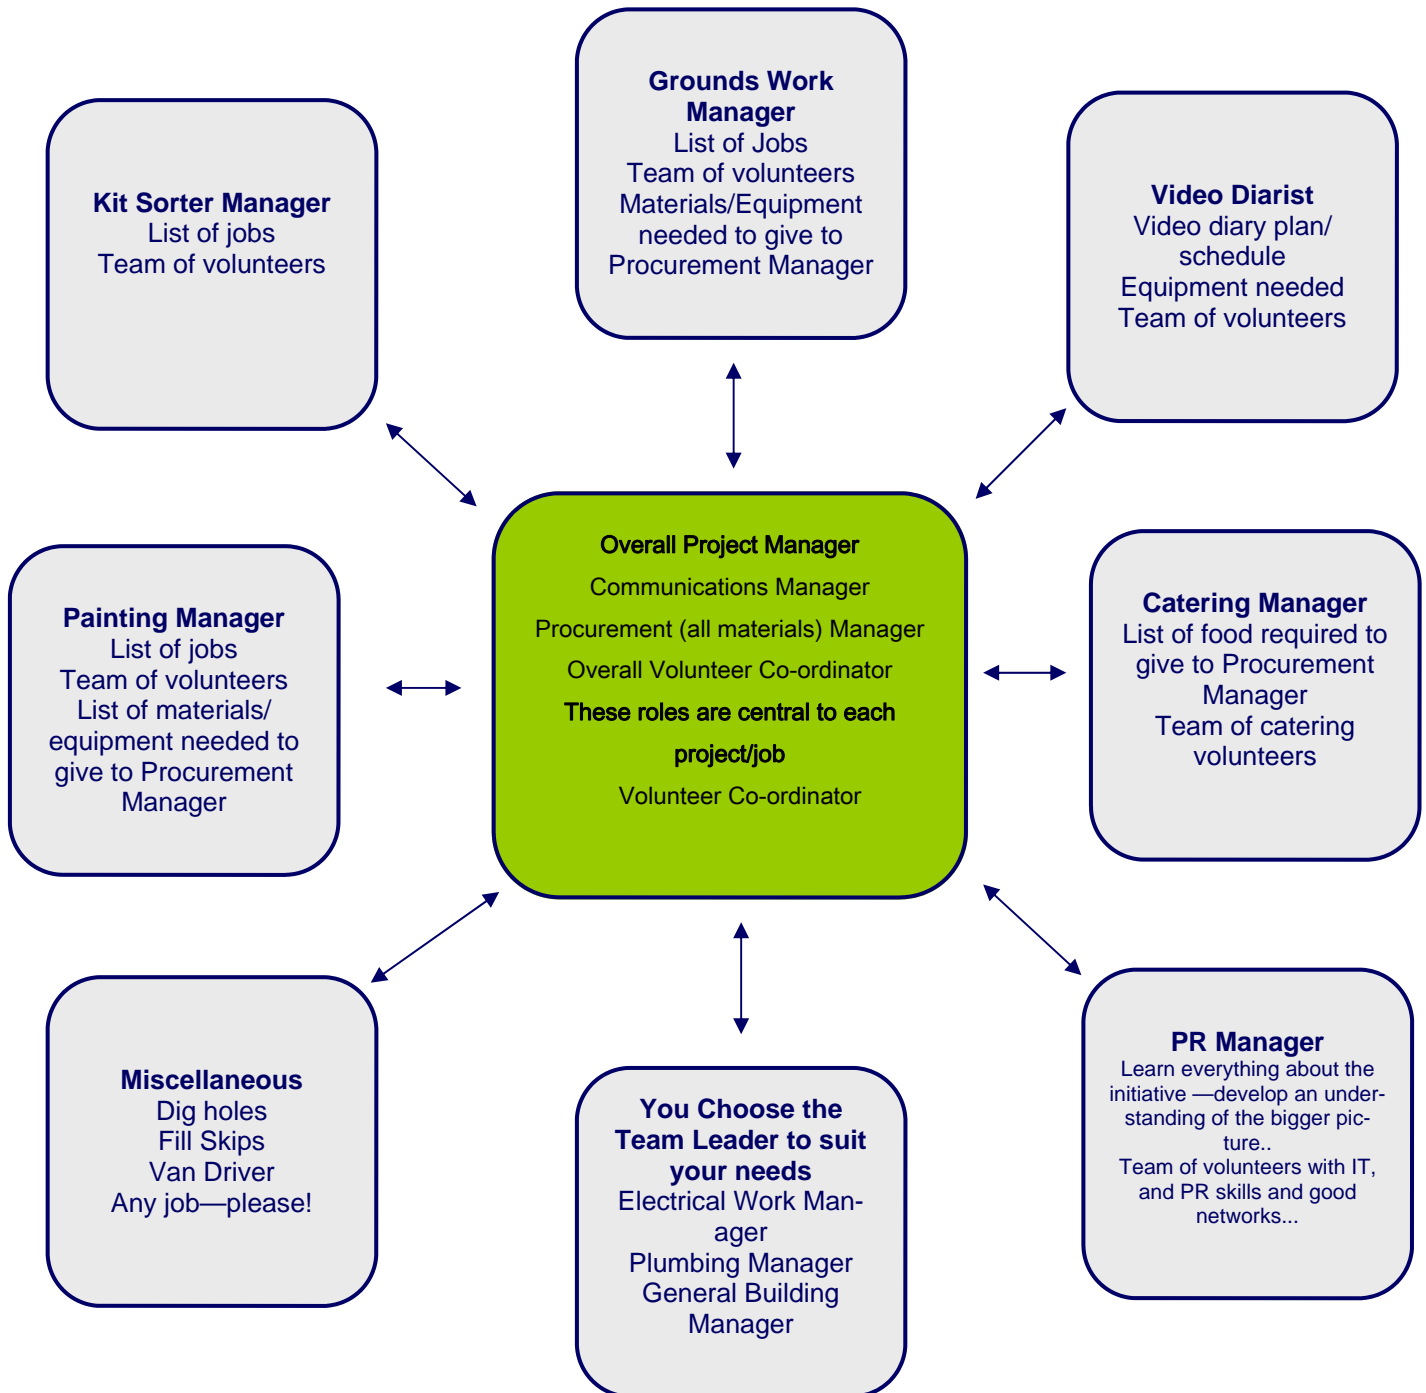 Grounds Work
Manager
List of Jobs
Team of volunteers
Materials/Equipment
needed to give to
Procurement Manager
Kit Sorter Manager
List of jobs
Team of volunteers
Video Diarist
Video diary plan/
schedule
Equipment needed
Team of volunteers
Overall Project Manager
Communications Manager
Procurement (all materials) Manager
Overall Volunteer Co-ordinator
These roles are central to each
project/job
Volunteer Co-ordinator
Painting Manager
List of jobs
Team of volunteers
List of materials/
equipment needed to
give to Procurement
Manager
Catering Manager
List of food required to
give to Procurement
Manager
Team of catering
volunteers
Miscellaneous
Dig holes
Fill Skips
Van Driver
Any job—please!
You Choose the
Team Leader to suit
your needs
Electrical Work Man-
ager
Plumbing Manager
General Building
Manager
PR Manager
Learn everything about the
initiative —develop an under-
standing of the bigger pic-
ture..
Team of volunteers with IT,
and PR skills and good
networks...